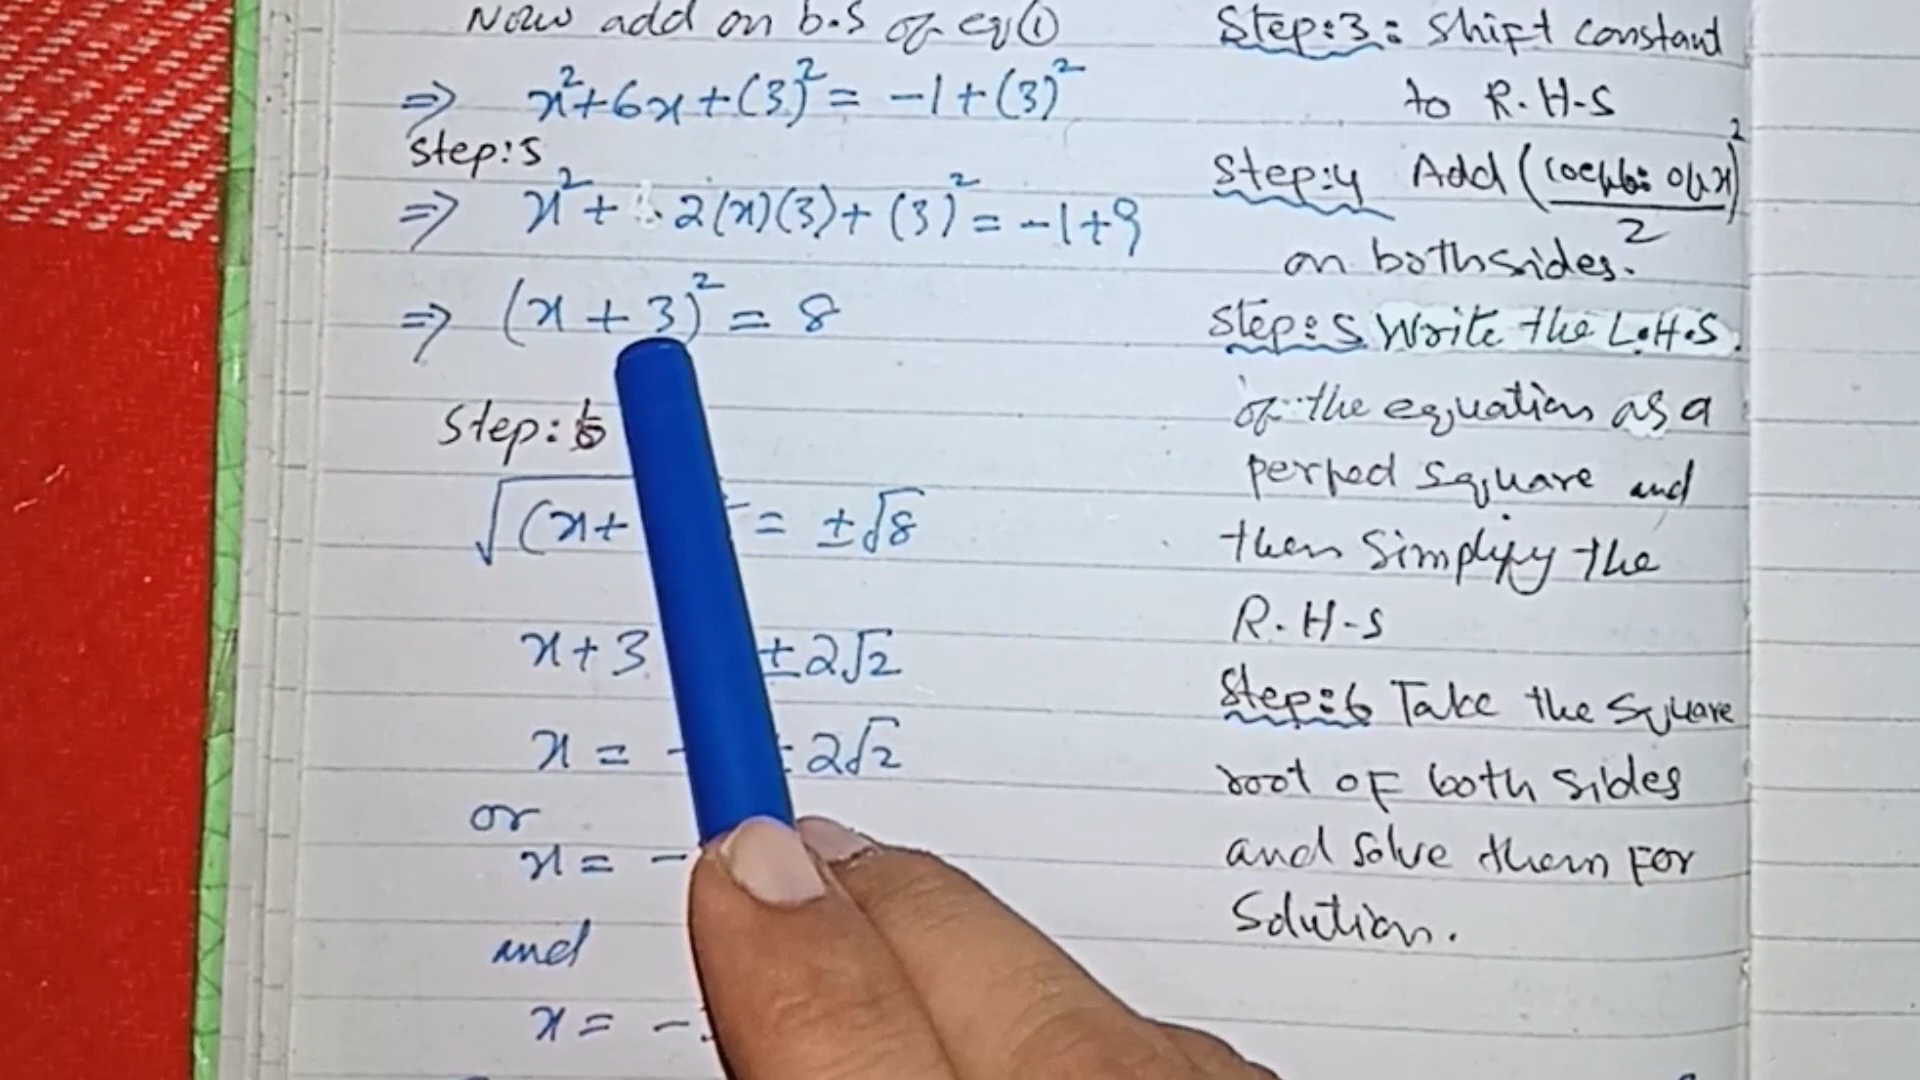 Now add on b.S of eq ①
⇒ x²+6x+(3)²= -1+(3)²
Step:5
⇒ x²+ 2(x)(3)+(3)²= -1+9
⇒ (x+3)² = 8
Step:6
√(x+ = ±√8
x+3 ±2√2
x = - 2√2
or
x = -
and
x = -
Step:3: Shift constant
to R.H-S
Step:4 Add (coeff: of x/2)²
on bothsides.
Step:5 Write the L.H.S.
of the equation as a
perfect square and
then Simplify the
R.H-S
Step:6 Take the Square
root of both sides
and solve them For
Solution.